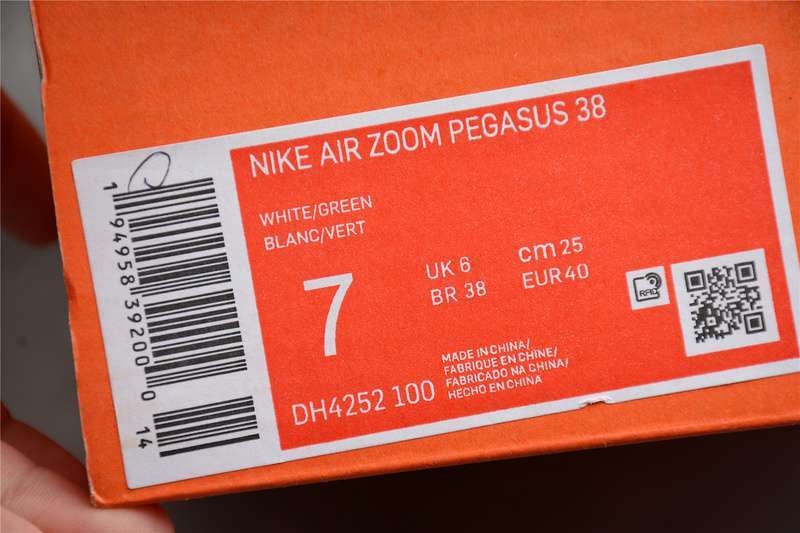 NIKE AIR ZOOM PEGASUS 38
WHITE/GREEN
BLANC/VERT
7
UK 6
BR 38
cm 25
EUR 40
RFID
DH4252 100
MADE IN CHINA/
FABRIQUE EN CHINE/
FABRICADO NA CHINA/
HECHO EN CHINA
1 94958 39200 0 14